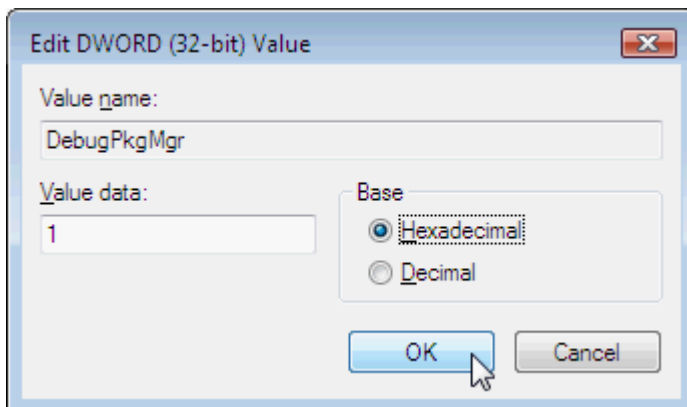 Edit DWORD (32-bit) Value
Value name:
DebugPkgMgr
Value data:
1
Base
Hexadecimal
Decimal
OK
Cancel